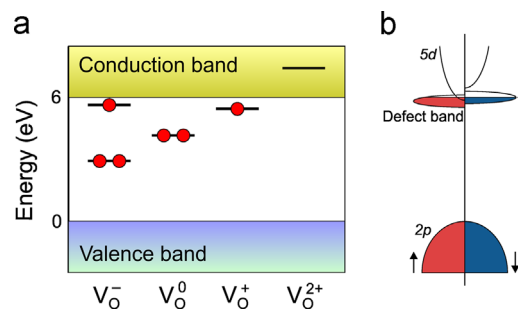 a
Conduction band
6
Energy (eV)
0
Valence band
V_O^- V_O^0 V_O^+ V_O^2+
b
5d
Defect band
2p